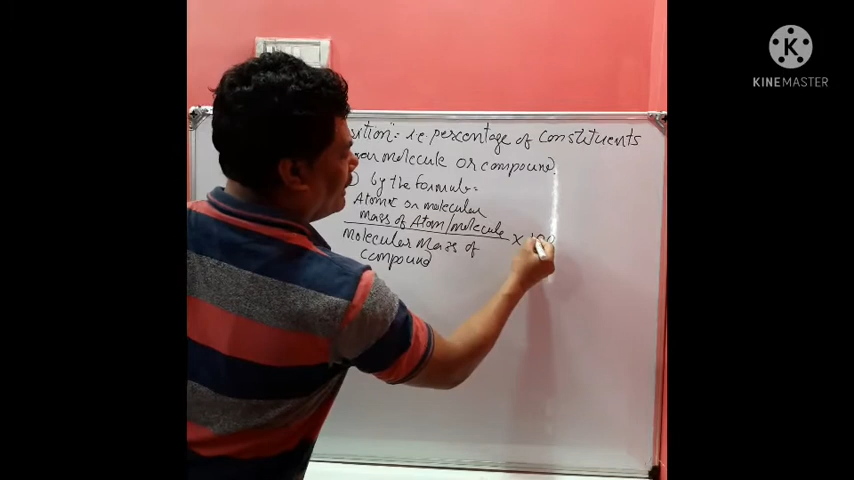 sition"= i.e. percentage of Constituents
molecule or compound.
) by the formula=
Atomic or molecular
mass of Atom/molecule × 100
molecular mass of
compound
K
KINEMASTER